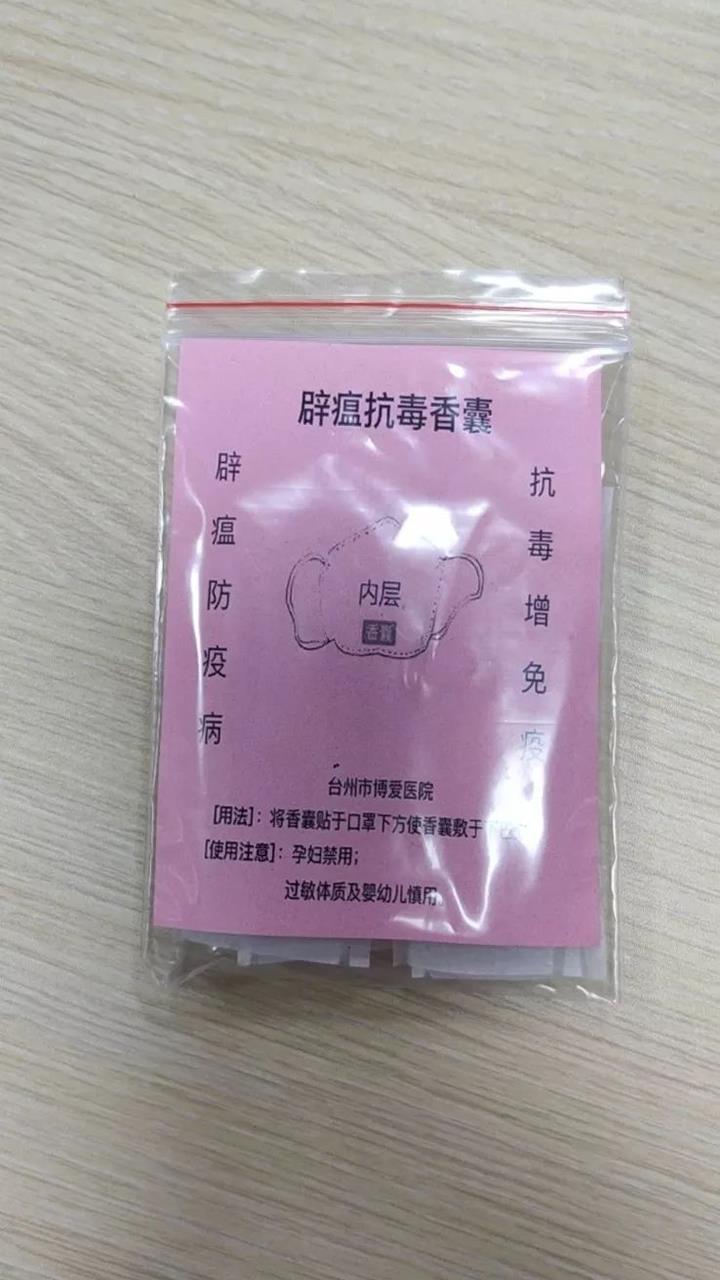 辟瘟抗毒香囊
辟瘟防疫病
抗毒增免疫
内层
香囊
台州市博爱医院
[用法]：将香囊贴于口罩下方使香囊敷于下
[使用注意]：孕妇禁用；
过敏体质及婴幼儿慎用